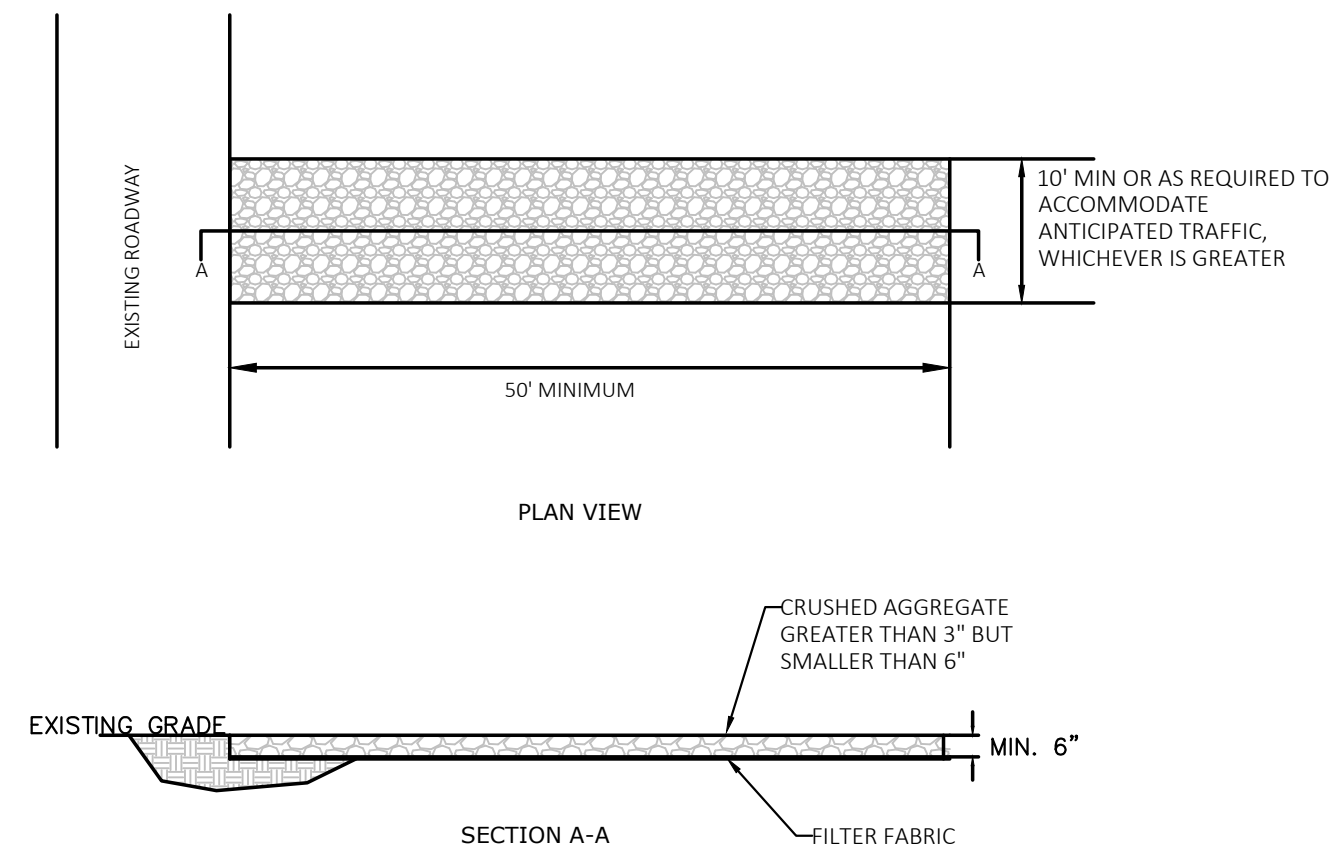 EXISTING ROADWAY
A
A
10' MIN OR AS REQUIRED TO
ACCOMMODATE
ANTICIPATED TRAFFIC,
WHICHEVER IS GREATER
50' MINIMUM
PLAN VIEW
CRUSHED AGGREGATE
GREATER THAN 3" BUT
SMALLER THAN 6"
EXISTING GRADE
MIN. 6”
SECTION A-A
FILTER FABRIC